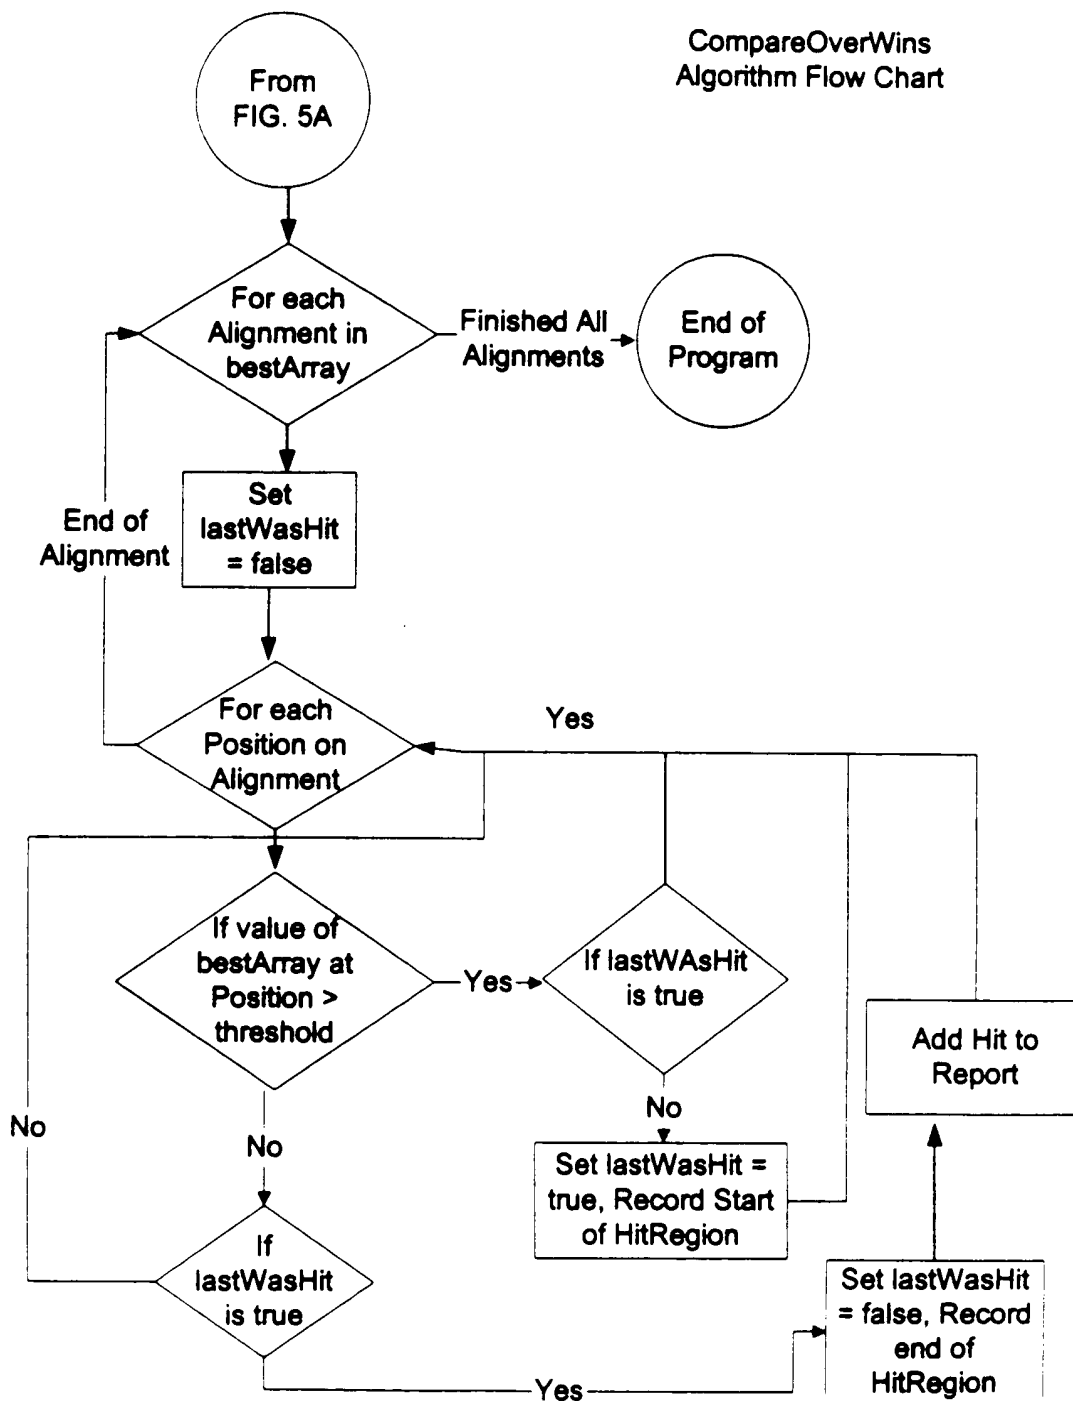 CompareOverWins
Algorithm Flow Chart
From
FIG. 5A
For each
Alignment in
bestArray
Finished All
Alignments
End of
Program
Set
lastWasHit
= false
End of
Alignment
For each
Position on
Alignment
Yes
If value of
bestArray at
Position >
threshold
Yes
If lastWAsHit
is true
Add Hit to
Report
No
No
No
Set lastWasHit =
true, Record Start
of HitRegion
If
lastWasHit
is true
Set lastWasHit
= false, Record
end of
HitRegion
Yes